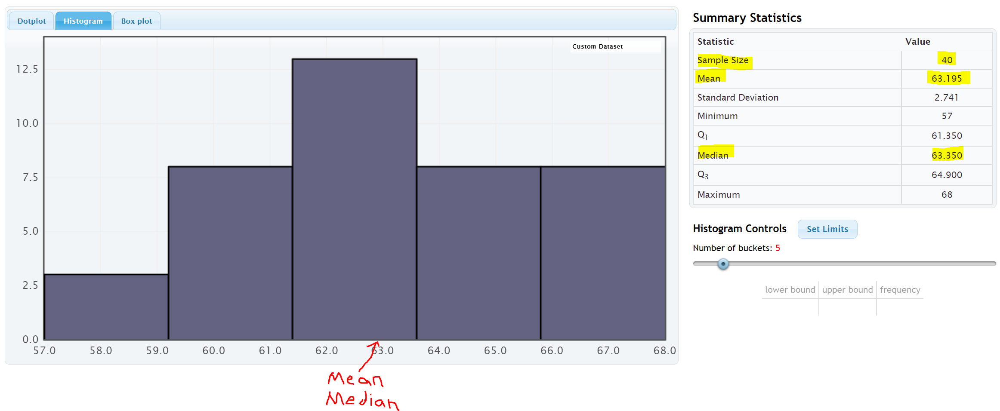 Dotplot Histogram Box plot
Custom Dataset
12.5
10.0
7.5
5.0
2.5
0.0
57.0 58.0 59.0 60.0 61.0 62.0 63.0 64.0 65.0 66.0 67.0 68.0
Mean
Median
Summary Statistics
Statistic Value
Sample Size 40
Mean 63.195
Standard Deviation 2.741
Minimum 57
Q1 61.350
Median 63.350
Q3 64.900
Maximum 68
Histogram Controls Set Limits
Number of buckets: 5
lower bound upper bound frequency